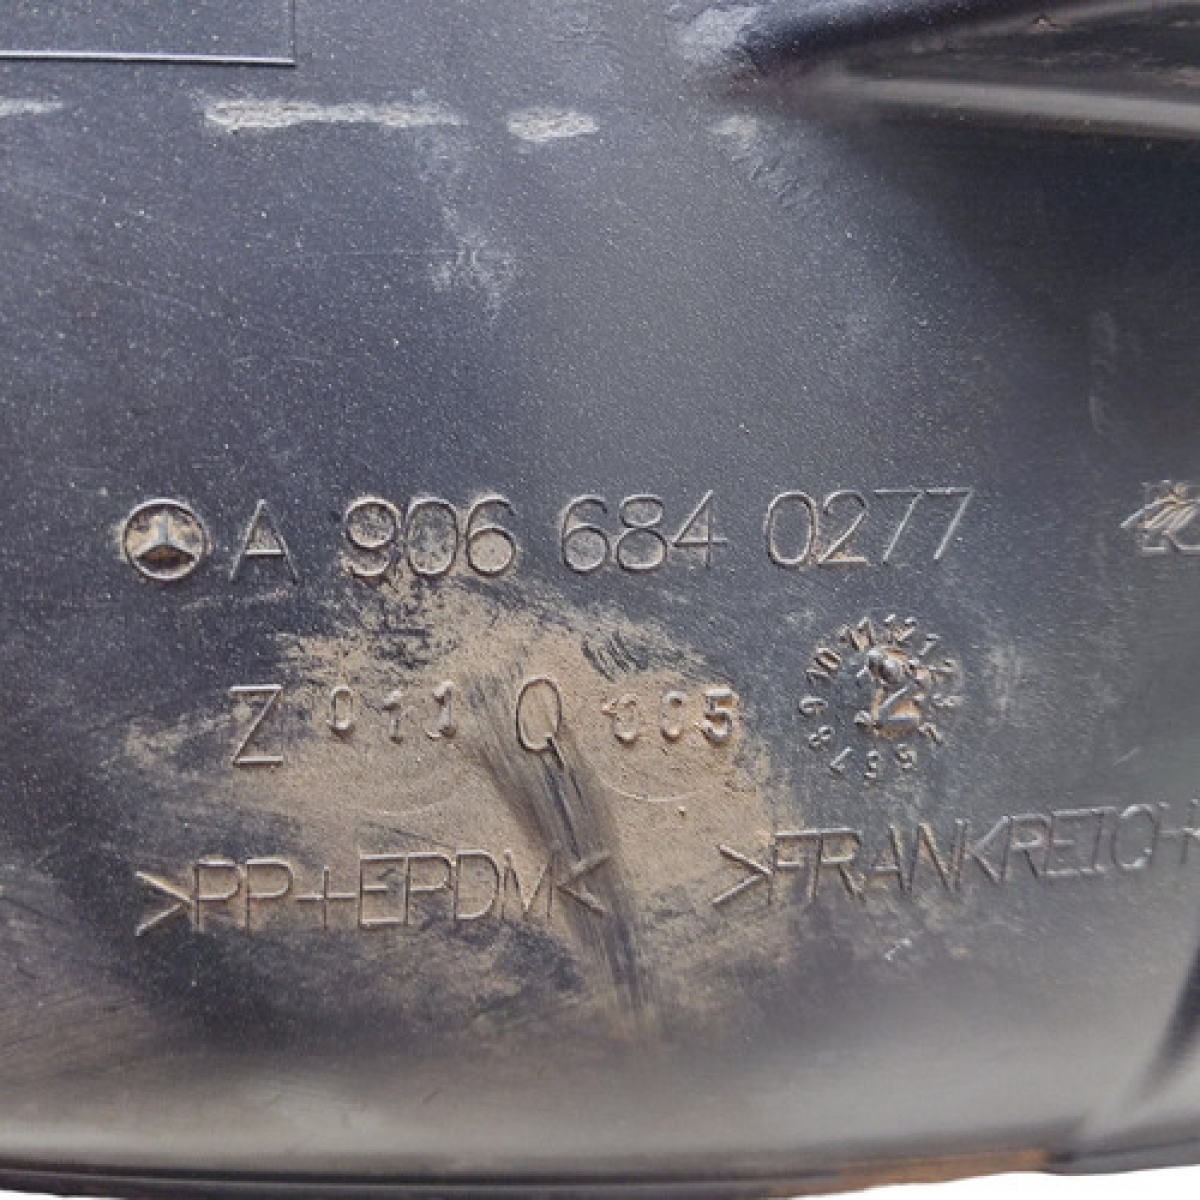 A 906 684 0277
Z 011 Q 005
>PP+EPDM< >FRANKREICH